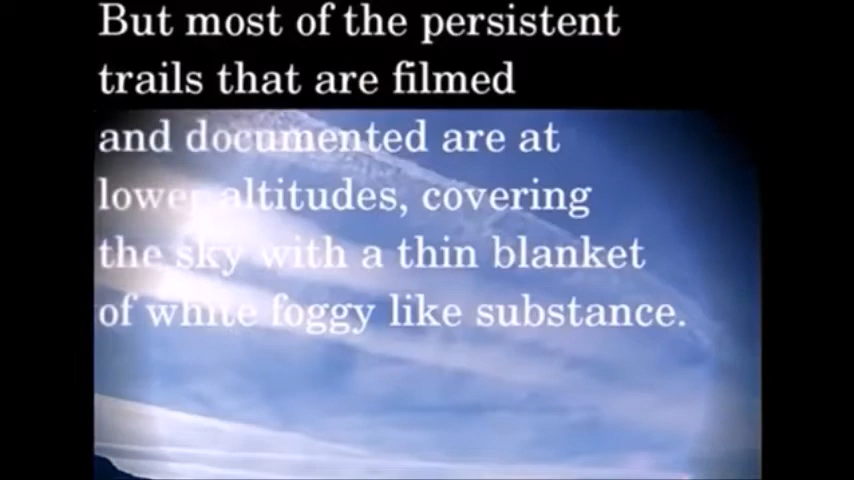 But most of the persistent
trails that are filmed
and documented are at
lower altitudes, covering
the sky with a thin blanket
of white foggy like substance.